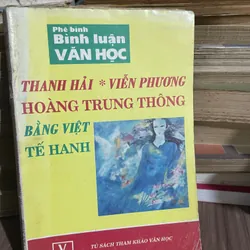 Phê bình
Bình luận
VĂN HỌC
THANH HẢI * VIỄN PHƯƠNG
HOÀNG TRUNG THÔNG
BẰNG VIỆT
TẾ HANH
V
TỦ SÁCH THAM KHẢO VĂN HỌC